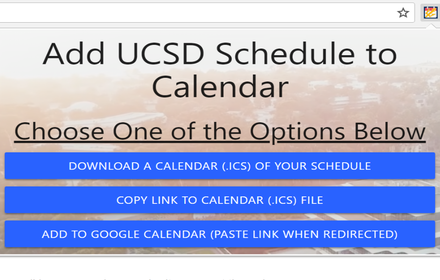 Add UCSD Schedule to
Calendar
Choose One of the Options Below
DOWNLOAD A CALENDAR (.ICS) OF YOUR SCHEDULE
COPY LINK TO CALENDAR (.ICS) FILE
ADD TO GOOGLE CALENDAR (PASTE LINK WHEN REDIRECTED)